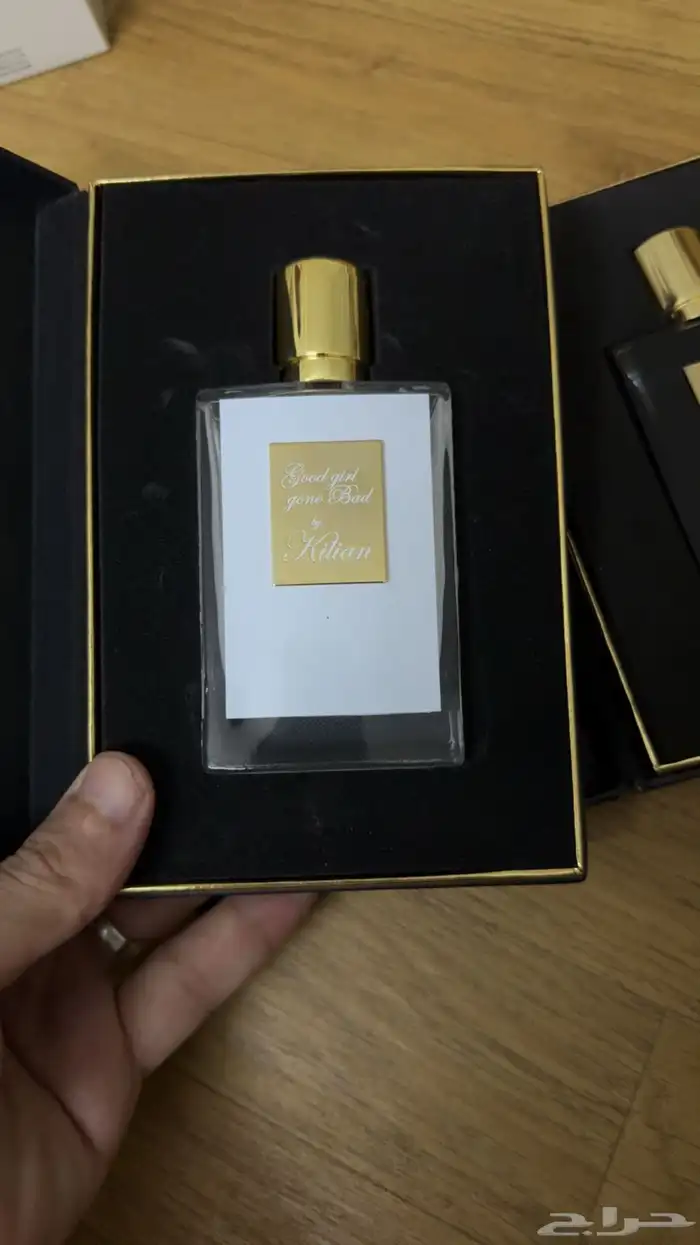 Good girl
gone Bad
by
Kilian
حراج